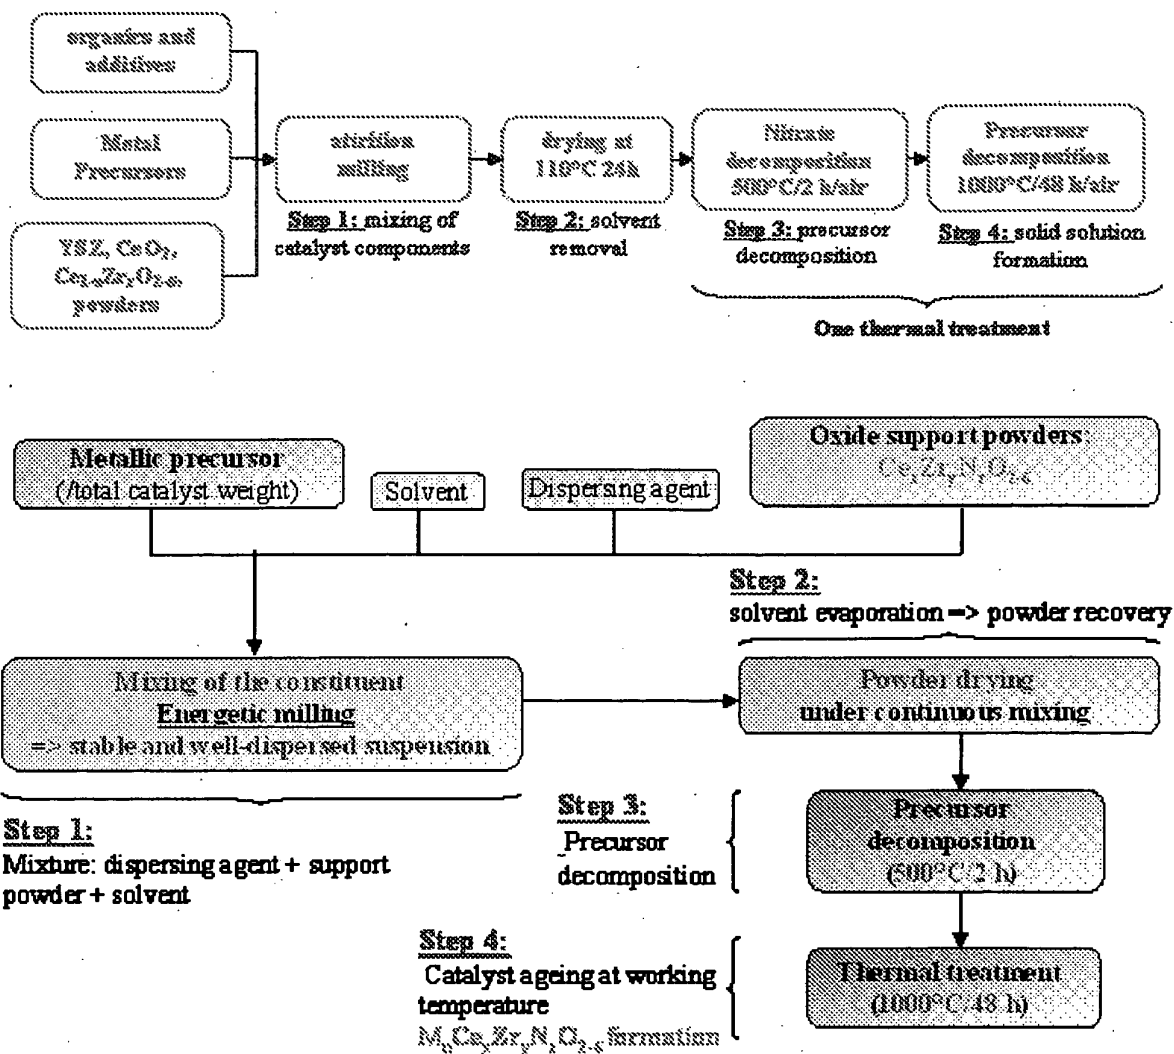 organics and
additives
Metal
Precursors
YSZ, CeO₂,
powders
attrition
milling
Step 1: mixing of
catalyst components
drying at
110°C 24h
Step 2: solvent
removal
Nitrate
decomposition
500°C/2 h/air
Step 3: precursor
decomposition
Precursor
decomposition
1000°C/48 h/air
Step 4: solid solution
formation
One thermal treatment
Metallic precursor
(/total catalyst weight)
Solvent
Dispersing agent
Oxide support powders:
CeₓZrᵧN₂O₂₋δ
Step 2:
solvent evaporation => powder recovery
Mixing of the constituent
Energetic milling
=> stable and well-dispersed suspension
Powder drying
under continuous mixing
Step 1:
Mixture: dispersing agent + support
powder + solvent
Step 3:
Precursor
decomposition
Precursor
decomposition
(500°C/2 h)
Step 4:
Catalyst ageing at working
temperature
formation
Thermal treatment
(1000°C/48 h)